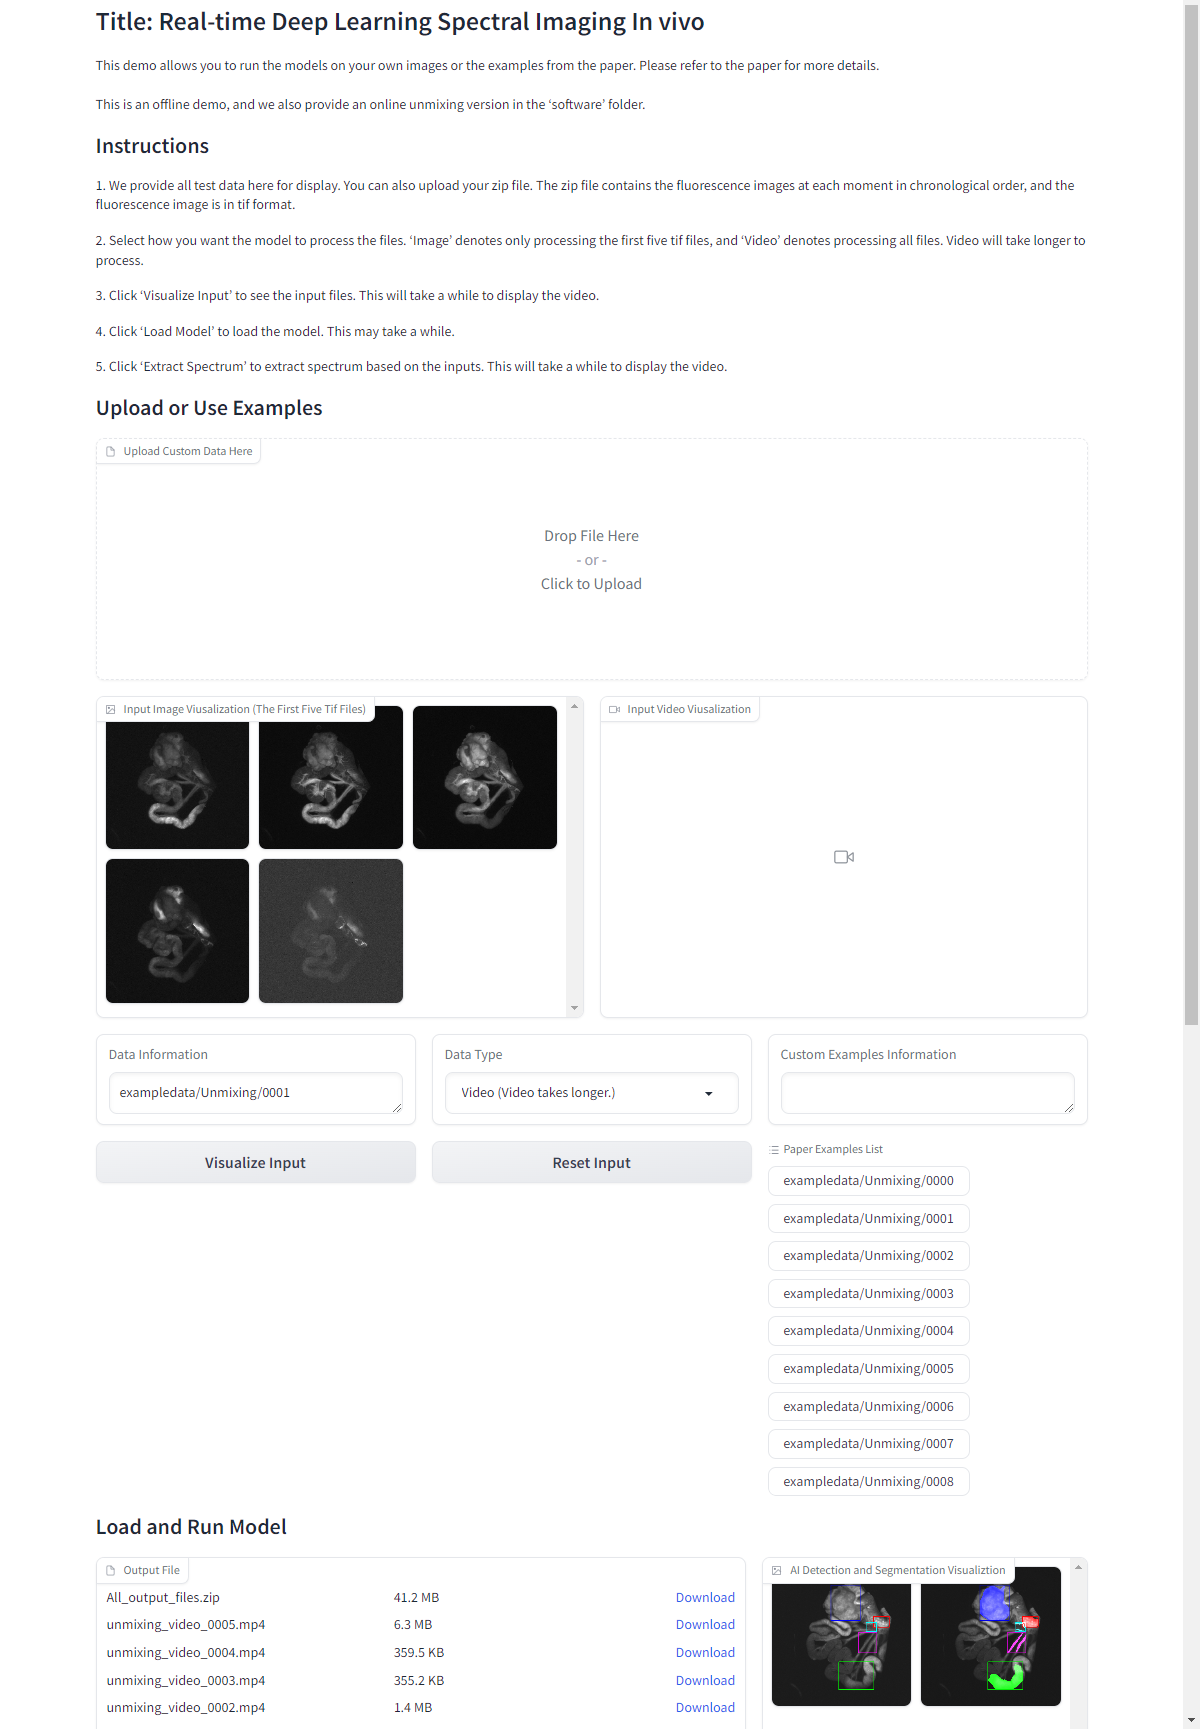 Title: Real-time Deep Learning Spectral Imaging In vivo
This demo allows you to run the models on your own images or the examples from the paper. Please refer to the paper for more details.
This is an offline demo, and we also provide an online unmixing version in the ‘software’ folder.
Instructions
1. We provide all test data here for display. You can also upload your zip file. The zip file contains the fluorescence images at each moment in chronological order, and the
fluorescence image is in tif format.
2. Select how you want the model to process the files. ‘Image’ denotes only processing the first five tif files, and ‘Video’ denotes processing all files. Video will take longer to
process.
3. Click ‘Visualize Input’ to see the input files. This will take a while to display the video.
4. Click ‘Load Model’ to load the model. This may take a while.
5. Click ‘Extract Spectrum’ to extract spectrum based on the inputs. This will take a while to display the video.
Upload or Use Examples
Upload Custom Data Here
Drop File Here
- or -
Click to Upload
Input Image Viusalization (The First Five Tif Files)
Input Video Viusalization
Data Information
exampledata/Unmixing/0001
Data Type
Video (Video takes longer.)
Custom Examples Information
Visualize Input
Reset Input
Paper Examples List
exampledata/Unmixing/0000
exampledata/Unmixing/0001
exampledata/Unmixing/0002
exampledata/Unmixing/0003
exampledata/Unmixing/0004
exampledata/Unmixing/0005
exampledata/Unmixing/0006
exampledata/Unmixing/0007
exampledata/Unmixing/0008
Load and Run Model
Output File
All_output_files.zip 41.2 MB Download
unmixing_video_0005.mp4 6.3 MB Download
unmixing_video_0004.mp4 359.5 KB Download
unmixing_video_0003.mp4 355.2 KB Download
unmixing_video_0002.mp4 1.4 MB Download
AI Detection and Segmentation Visualiztion